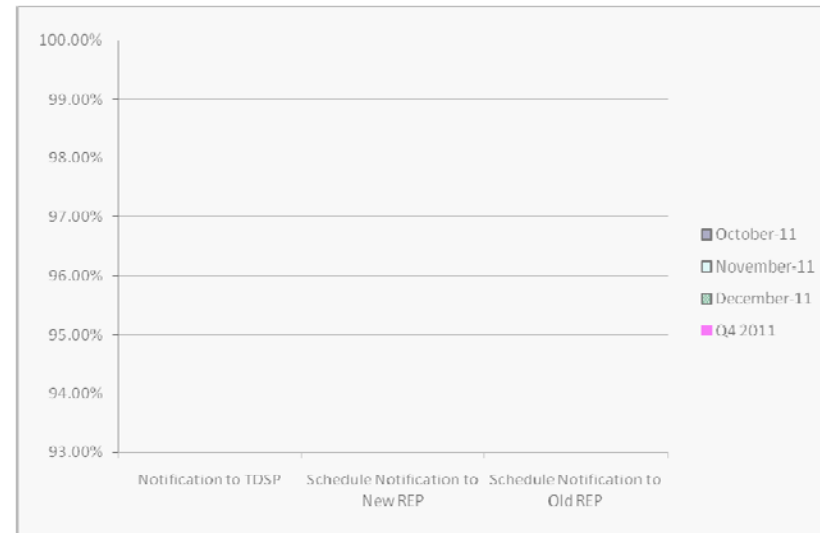 100.00%
99.00%
98.00%
97.00%
96.00%
95.00%
94.00%
93.00%
Notification to TDSP
Schedule Notification to
New REP
Schedule Notification to
Old REP
October-11
November-11
December-11
Q4 2011